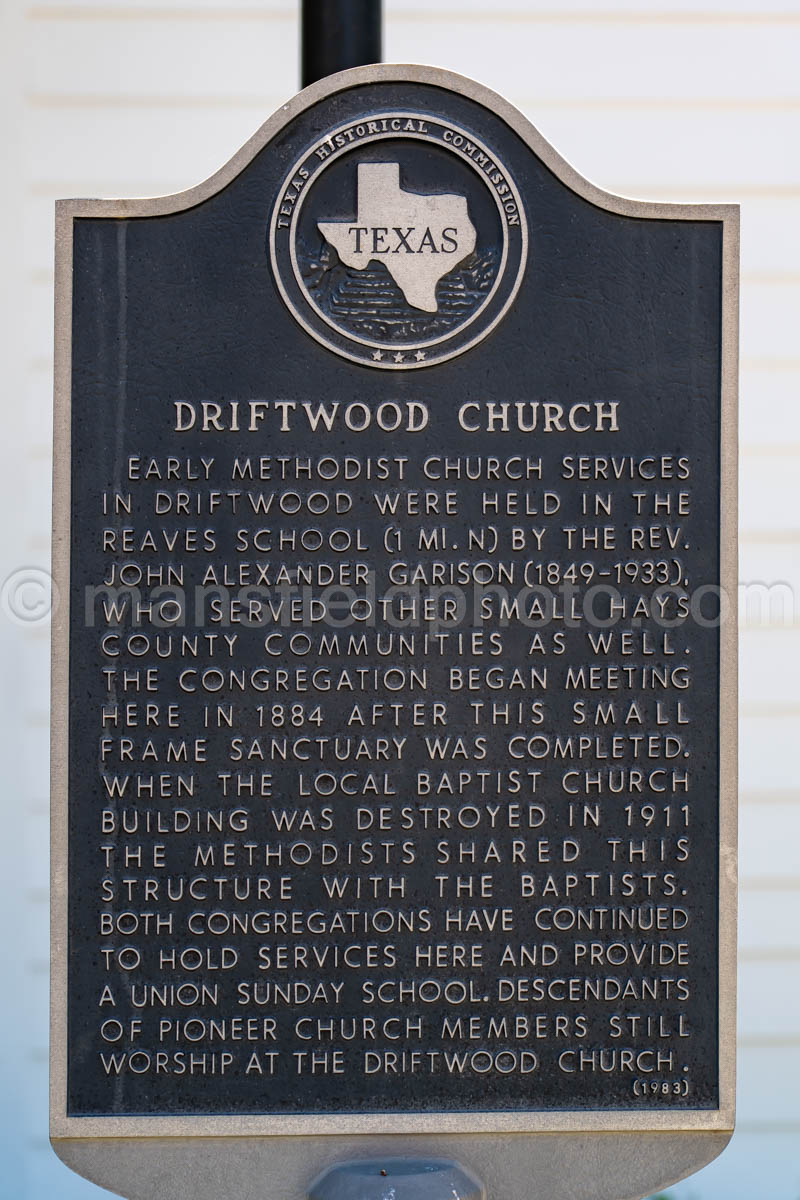 TEXAS HISTORICAL COMMISSION
TEXAS
DRIFTWOOD CHURCH
EARLY METHODIST CHURCH SERVICES
IN DRIFTWOOD WERE HELD IN THE
REAVES SCHOOL (1 MI. N) BY THE REV.
JOHN ALEXANDER GARISON (1849-1933),
WHO SERVED OTHER SMALL HAYS
COUNTY COMMUNITIES AS WELL.
THE CONGREGATION BEGAN MEETING
HERE IN 1884 AFTER THIS SMALL
FRAME SANCTUARY WAS COMPLETED.
WHEN THE LOCAL BAPTIST CHURCH
BUILDING WAS DESTROYED IN 1911
THE METHODISTS SHARED THIS
STRUCTURE WITH THE BAPTISTS.
BOTH CONGREGATIONS HAVE CONTINUED
TO HOLD SERVICES HERE AND PROVIDE
A UNION SUNDAY SCHOOL. DESCENDANTS
OF PIONEER CHURCH MEMBERS STILL
WORSHIP AT THE DRIFTWOOD CHURCH.
(1983)
© mansfieldphoto.com